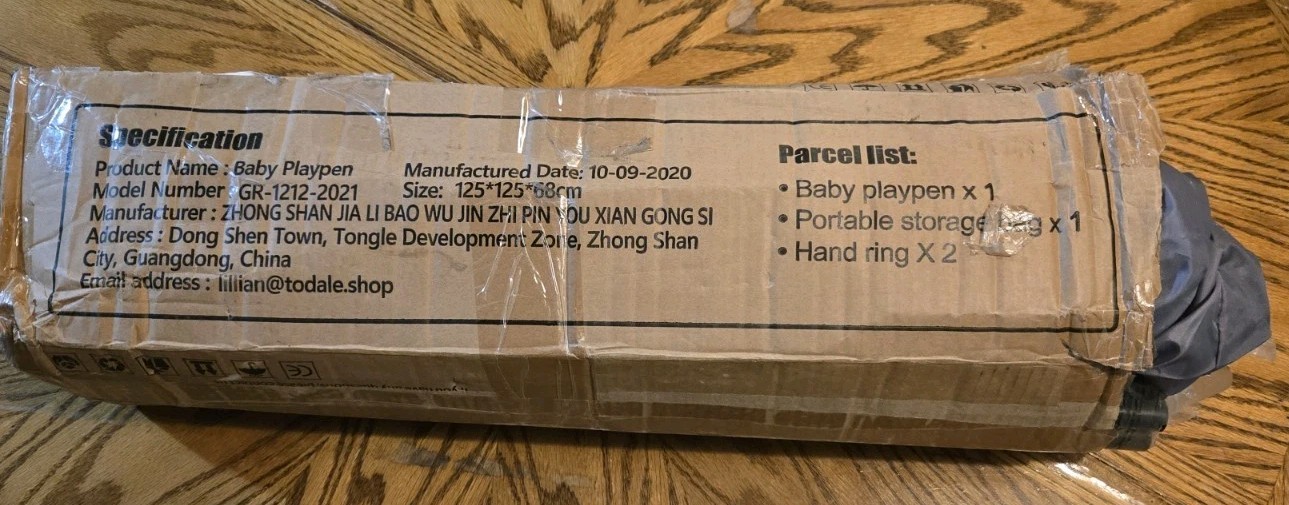 Specification
Product Name : Baby Playpen Manufactured Date: 10-09-2020
Model Number : GR-1212-2021 Size: 125*125*68cm
Manufacturer : ZHONG SHAN JIA LI BAO WU JIN ZHI PIN YOU XIAN GONG SI
Address : Dong Shen Town, Tongle Development Zone, Zhong Shan
City, Guangdong, China
Email address : lillian@todale.shop
Parcel list:
• Baby playpen x 1
• Portable storage bag x 1
• Hand ring X 2
CE